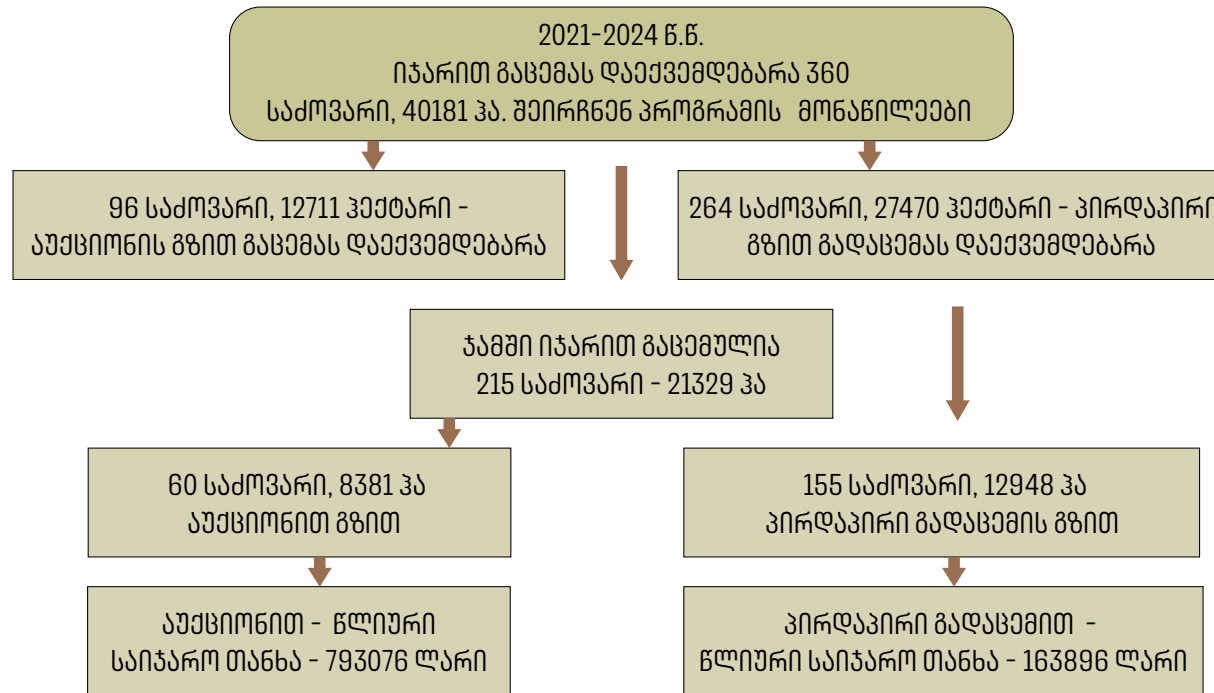 2021-2024 წ.წ.
იჯარით გაცემას დაექვემდებარა 360
საძოვარი, 40181 ჰა. შეირჩნენ პროგრამის მონაწილეები
96 საძოვარი, 12711 ჰექტარი -
აუქციონის გზით გაცემას დაექვემდებარა
264 საძოვარი, 27470 ჰექტარი - პირდაპირი
გზით გადაცემას დაექვემდებარა
ჯამში იჯარით გაცემულია
215 საძოვარი - 21329 ჰა
60 საძოვარი, 8381 ჰა
აუქციონით გზით
155 საძოვარი, 12948 ჰა
პირდაპირი გადაცემის გზით
აუქციონით - წლიური
საიჯარო თანხა - 793076 ლარი
პირდაპირი გადაცემით -
წლიური საიჯარო თანხა - 163896 ლარი